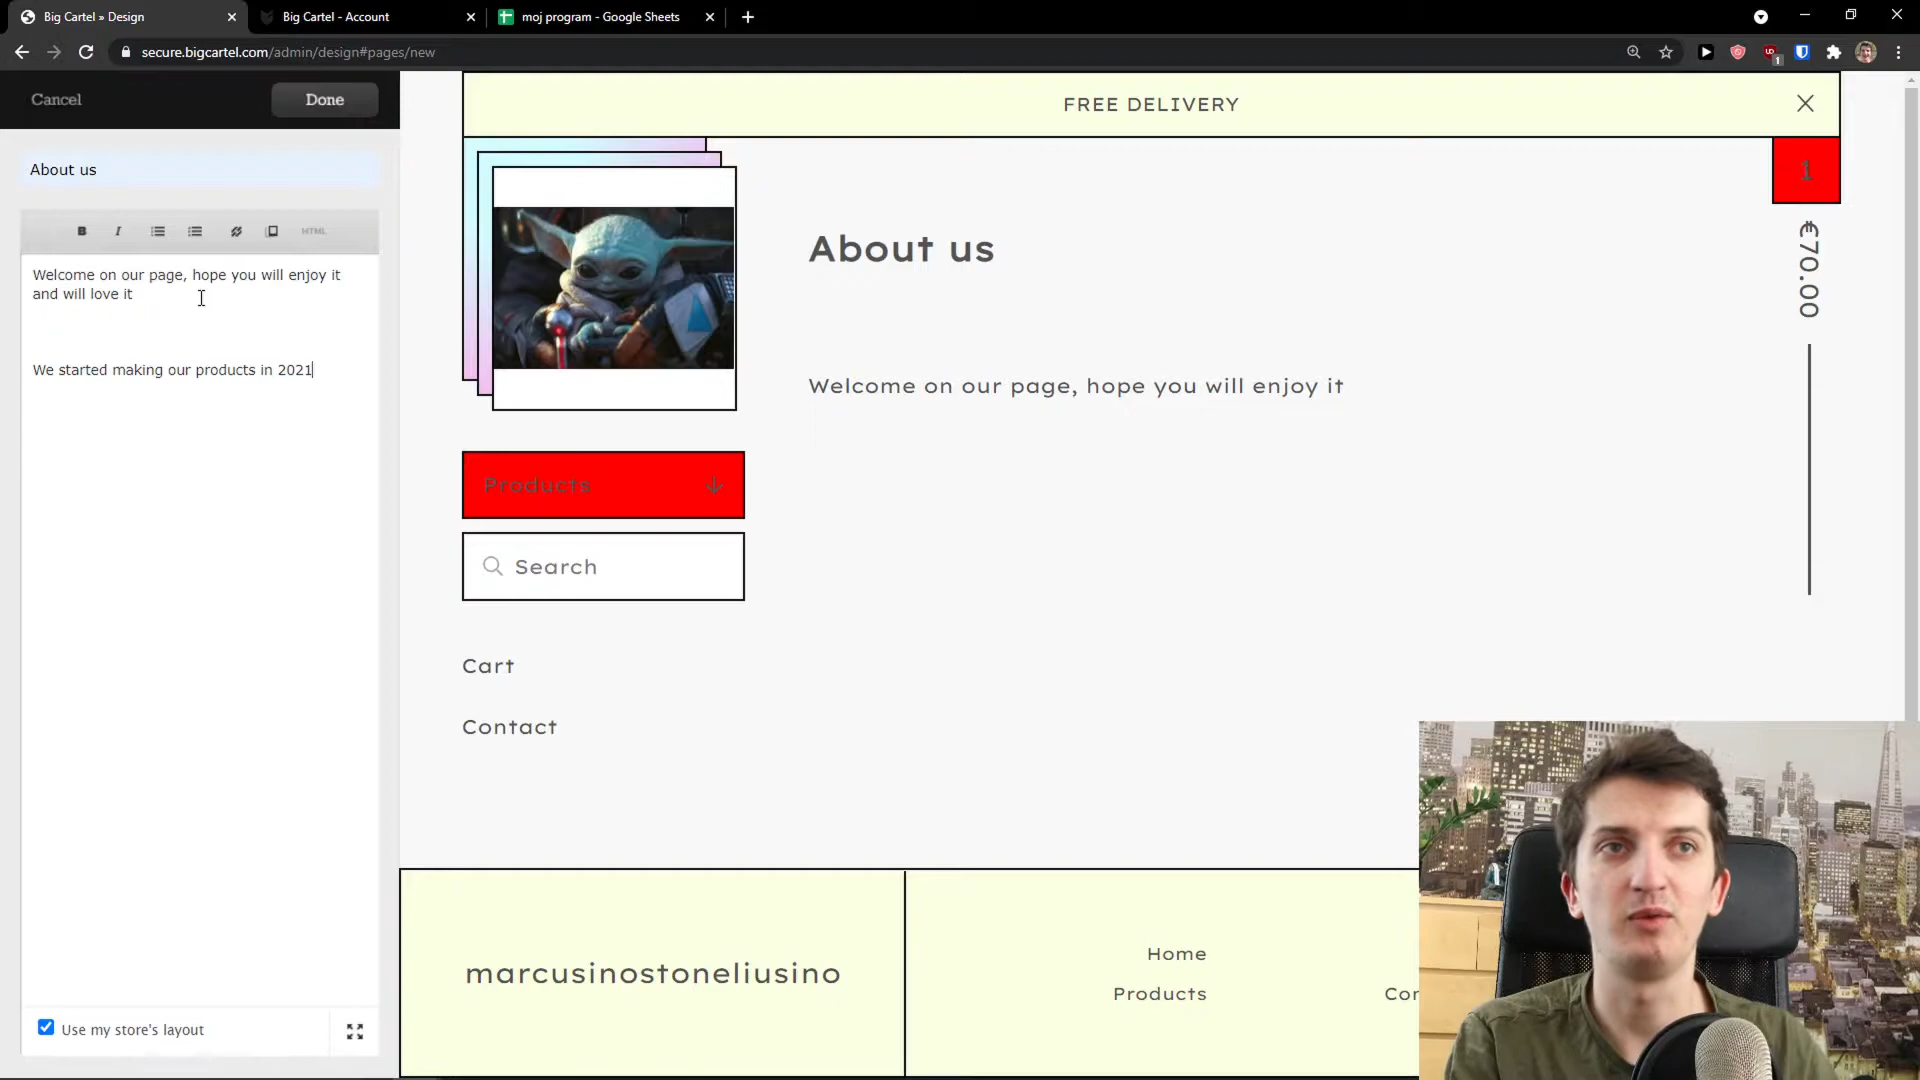 Big Cartel » Design
Big Cartel - Account
moj program - Google Sheets
secure.bigcartel.com/admin/design#pages/new
1
Cancel
Done
FREE DELIVERY
About us
1
€70.00
B
I
HTML
About us
Welcome on our page, hope you will enjoy it
and will love it
We started making our products in 2021
Welcome on our page, hope you will enjoy it
Products
Search
Cart
Contact
marcusinostoneliusino
Home
Products
Cor
Use my store's layout